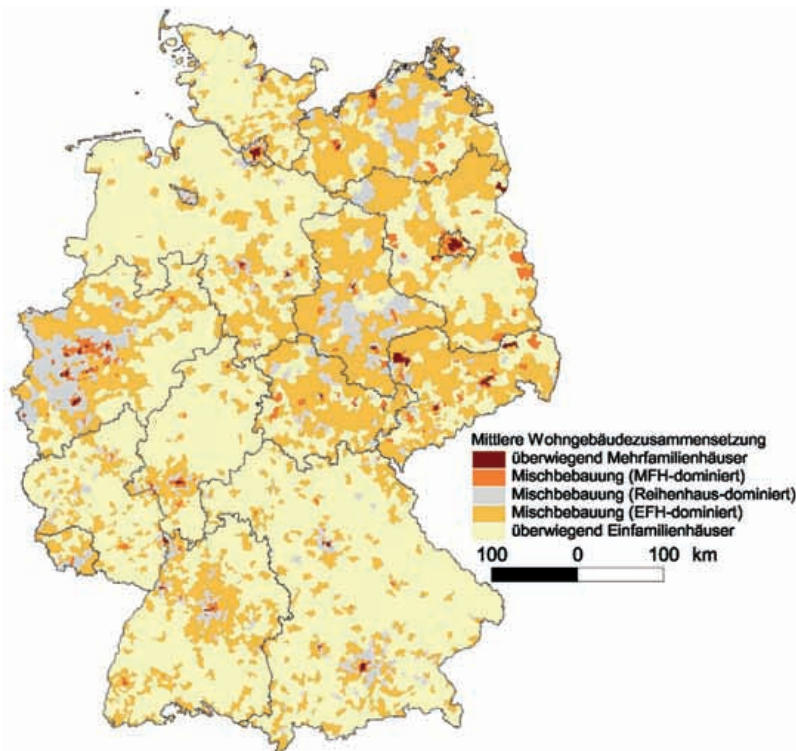 Mittlere Wohngebäudezusammensetzung
überwiegend Mehrfamilienhäuser
Mischbebauung (MFH-dominiert)
Mischbebauung (Reihenhaus-dominiert)
Mischbebauung (EFH-dominiert)
überwiegend Einfamilienhäuser
100 0 100 km